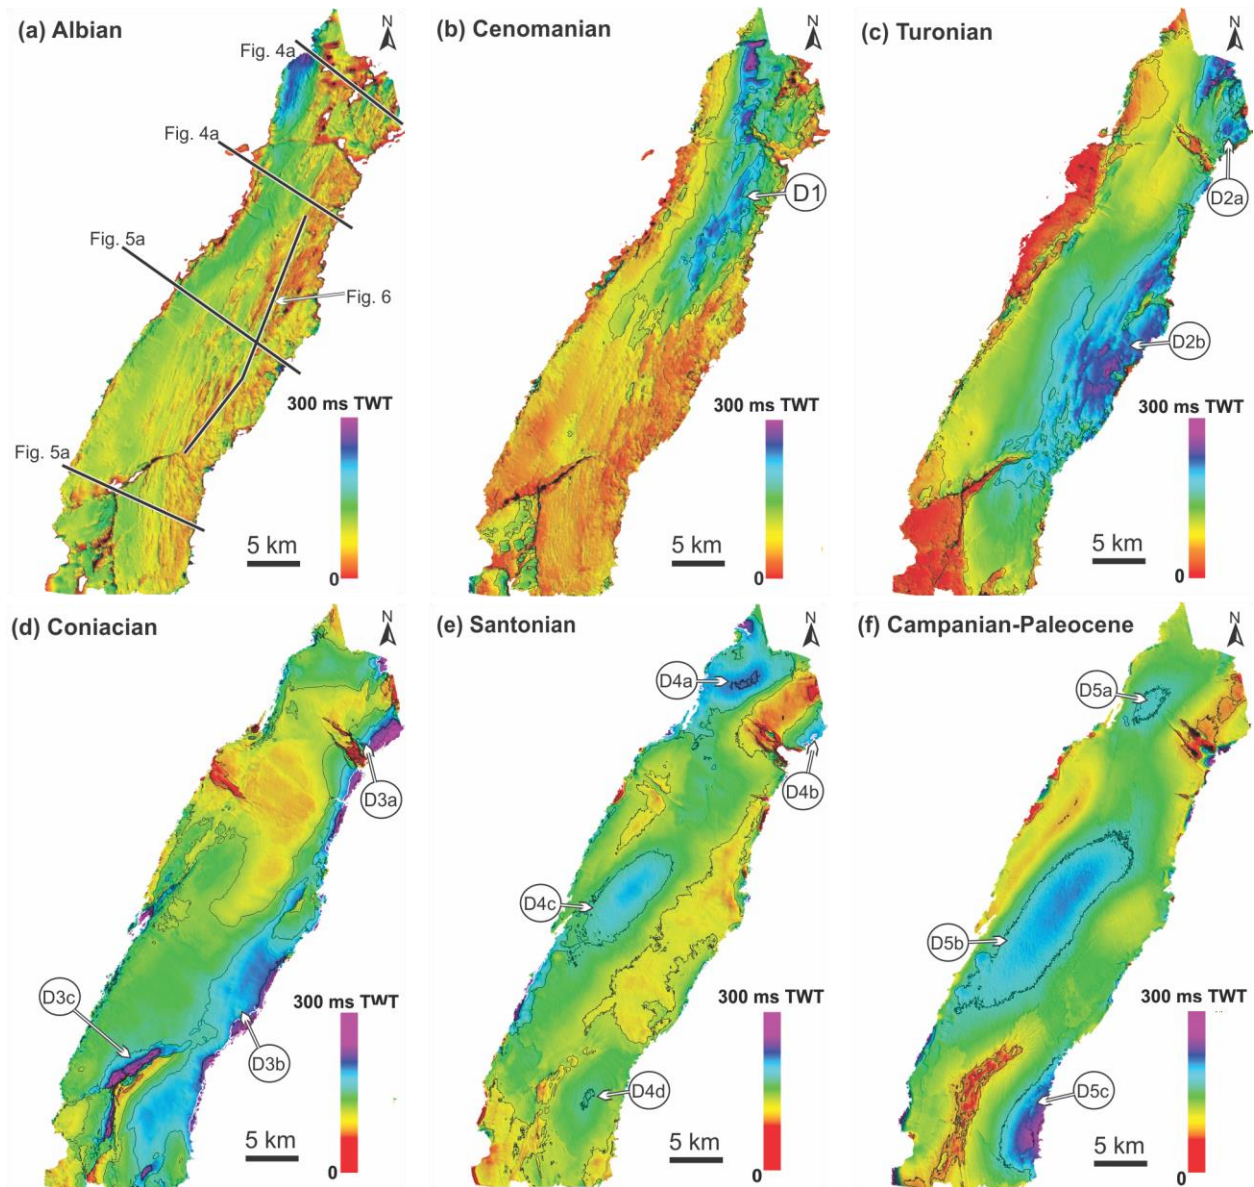 (a) Albian
N
Fig. 4a
Fig. 4a
Fig. 5a
Fig. 6
300 ms TWT
Fig. 5a
5 km
0
(b) Cenomanian
N
D1
300 ms TWT
5 km
0
(c) Turonian
N
D2a
D2b
300 ms TWT
5 km
0
(d) Coniacian
N
D3a
D3c
300 ms TWT
D3b
5 km
0
(e) Santonian
N
D4a
D4b
D4c
300 ms TWT
D4d
5 km
0
(f) Campanian-Paleocene
N
D5a
D5b
300 ms TWT
D5c
5 km
0